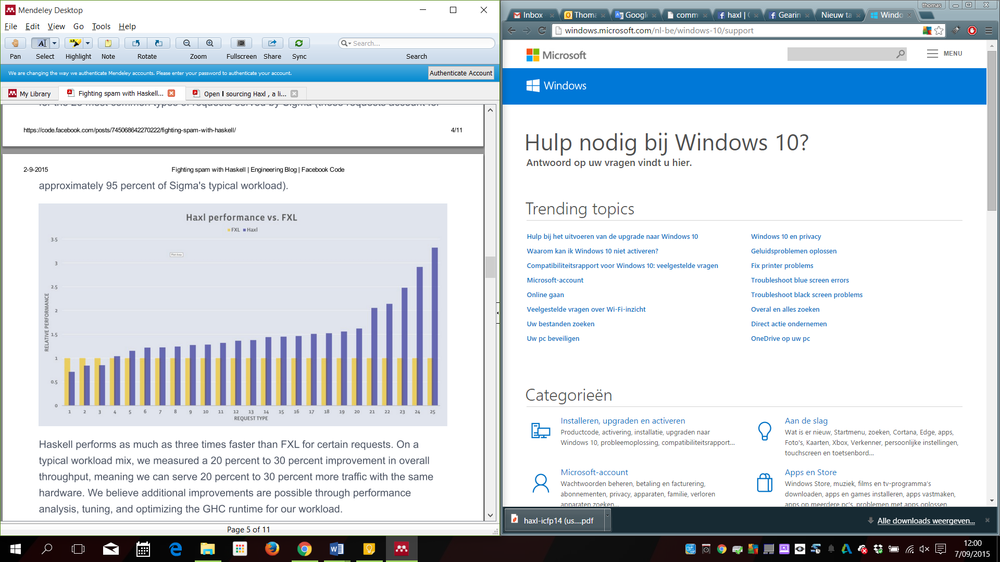 Mendeley Desktop
File Edit View Go Tools Help
Pan Select Highlight Note Rotate Zoom Fullscreen Share Sync
Search...
Search
We are changing the way we authenticate Mendeley accounts. Please enter your password to authenticate your account.
Authenticate Account
My Library
Fighting spam with Haskell...
Open I sourcing Haxl , a li...
for the 25 most common types of requests served by Sigma (these requests account for
https://code.facebook.com/posts/745068642270222/fighting-spam-with-haskell/
4/11
2-9-2015
Fighting spam with Haskell | Engineering Blog | Facebook Code
approximately 95 percent of Sigma's typical workload).
Haxl performance vs. FXL
FXL Haxl
Plot Area
3.5
3
2.5
2
1.5
1
0.5
0
RELATIVE PERFORMANCE
1 2 3 4 5 6 7 8 9 10 11 12 13 14 15 16 17 18 19 20 21 22 23 24 25
REQUEST TYPE
Haskell performs as much as three times faster than FXL for certain requests. On a
typical workload mix, we measured a 20 percent to 30 percent improvement in overall
throughput, meaning we can serve 20 percent to 30 percent more traffic with the same
hardware. We believe additional improvements are possible through performance
analysis, tuning, and optimizing the GHC runtime for our workload.
Page 5 of 11
thomas
Inbox
Thoma
Google
comm
haxl | 
Gearin
Nieuw ta
Windo
windows.microsoft.com/nl-be/windows-10/support
Microsoft
MENU
Windows
Hulp nodig bij Windows 10?
Antwoord op uw vragen vindt u hier.
Trending topics
Hulp bij het uitvoeren van de upgrade naar Windows 10
Waarom kan ik Windows 10 niet activeren?
Compatibiliteitsrapport voor Windows 10: veelgestelde vragen
Microsoft-account
Online gaan
Veelgestelde vragen over Wi-Fi-inzicht
Uw bestanden zoeken
Uw pc beveiligen
Windows 10 en privacy
Geluidsproblemen oplossen
Fix printer problems
Troubleshoot blue screen errors
Troubleshoot black screen problems
Overal en alles zoeken
Direct actie ondernemen
OneDrive op uw pc
Categorieën
Installeren, upgraden en activeren
Productcode, activering, installatie, upgraden naar
Windows 10, probleemoplossing, compatibiliteitsrapport...
Aan de slag
Wat is er nieuw, Startmenu, zoeken, Cortana, Edge, apps,
Foto's, Kaarten, Xbox, Verkenner, persoonlijke instellingen,
touchscreen en toetsenbord...
Microsoft-account
Wachtwoorden beheren, betaling en facturering,
abonnementen, privacy, apparaten, familie, verloren
apparaten zoeken...
Apps en Store
Windows Store, muziek, films en tv-programma's
downloaden, apps en games installeren, apps vastmaken,
apps op meerdere pc's, problemen met apps oplossen
haxl-icfp14 (us....pdf
Alle downloads weergeven...
12:00
7/09/2015